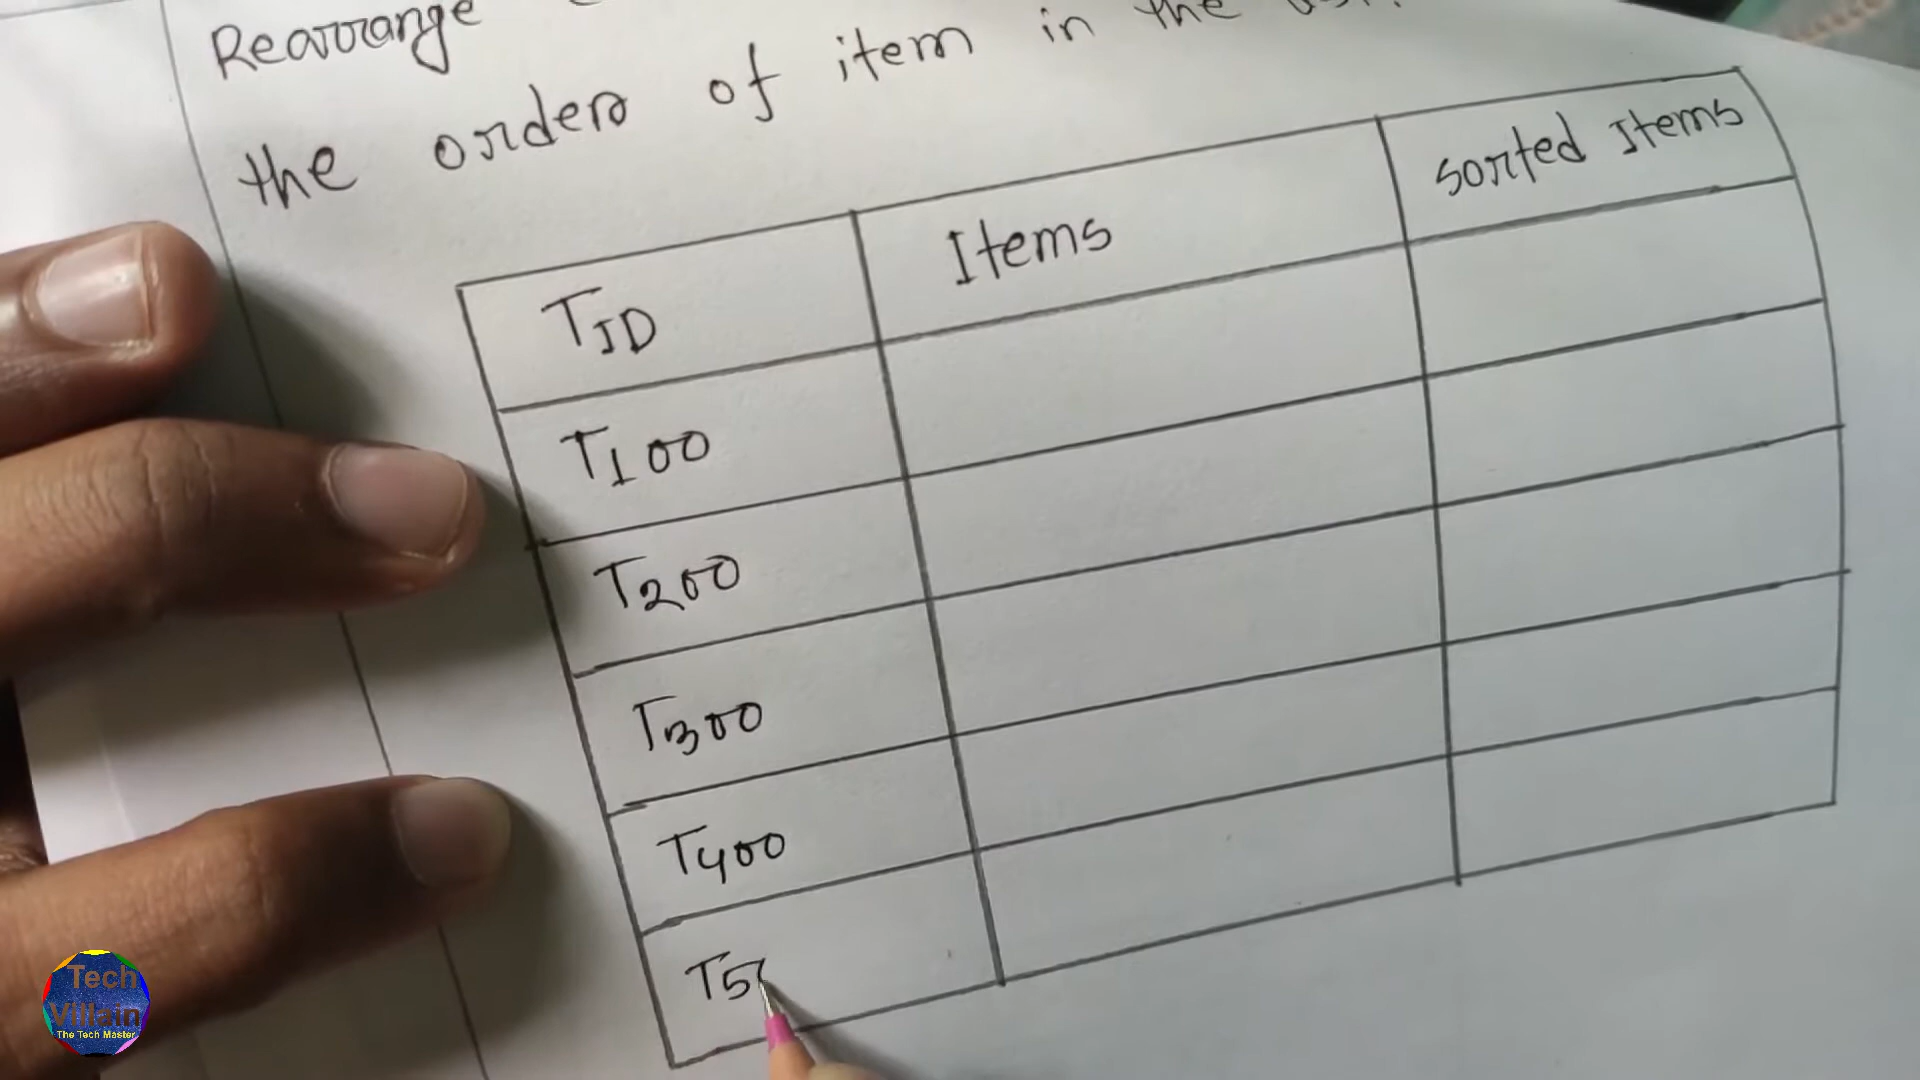 Rearrange
the order of item in the
TID Items Sorted Items
T100
T200
T300
T400
T5
Tech
Villain
The Tech Master